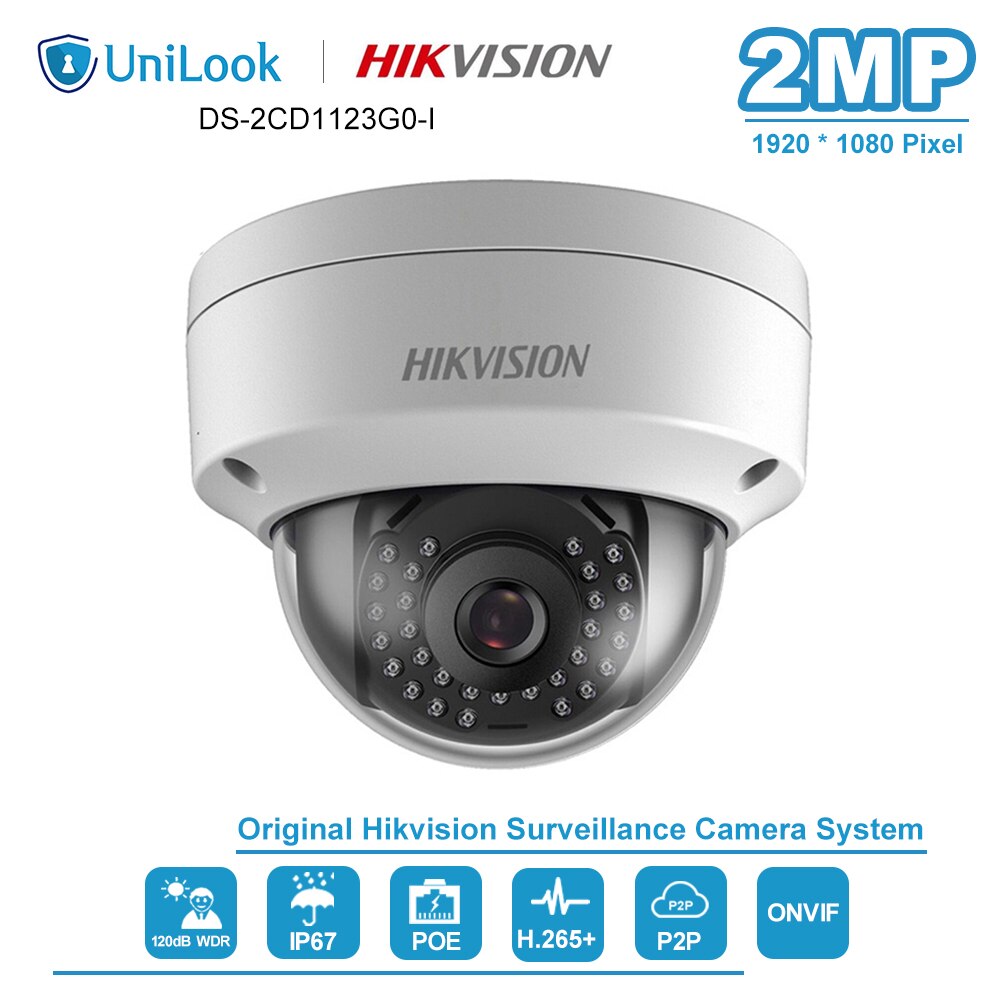 UniLook
HIKVISION
DS-2CD1123G0-I
2MP
1920 * 1080 Pixel
HIKVISION
Original Hikvision Surveillance Camera System
120dB WDR
IP67
POE
H.265+
P2P
P2P
ONVIF